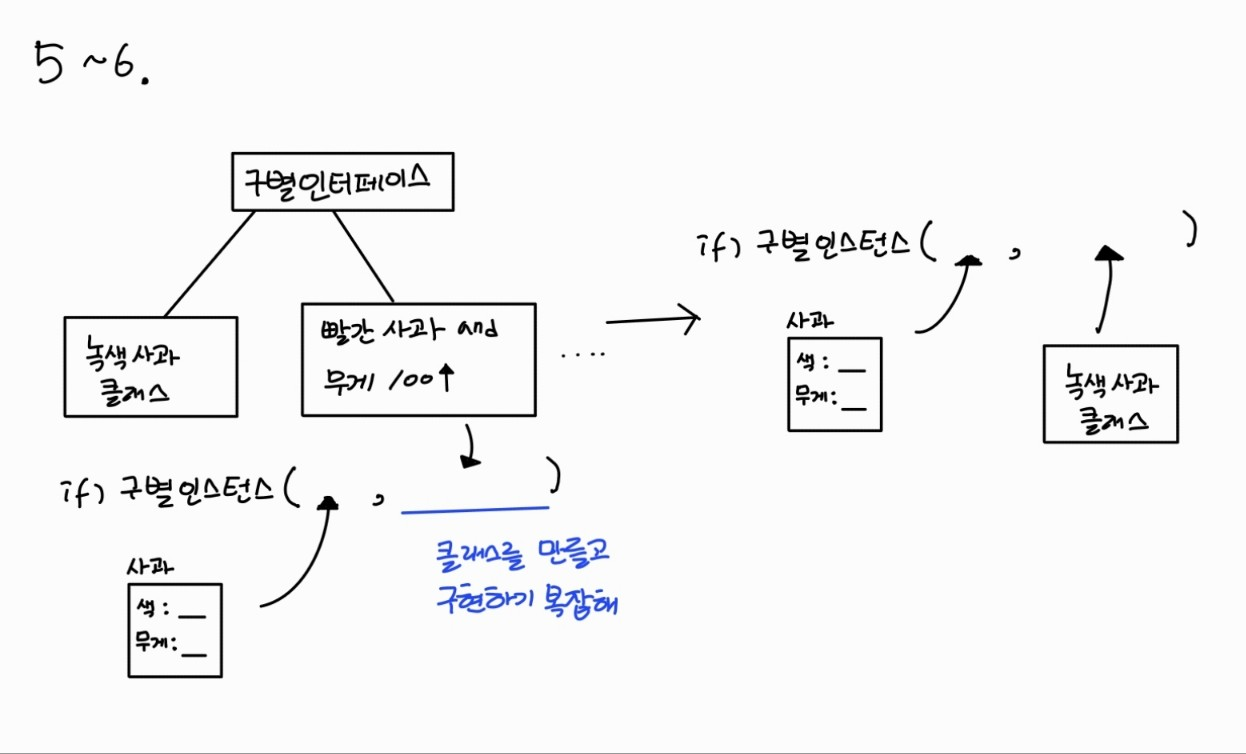 5 ~6.
구별인터페이스
녹색사과
클래스
빨간 사과 and
무게 100↑
....
→
if) 구별인스턴스( , )
사과
색 : __
무게: __
클래스를 만들고
구현하기 복잡해
if) 구별인스턴스( , )
사과
색 : __
무게: __
녹색사과
클래스